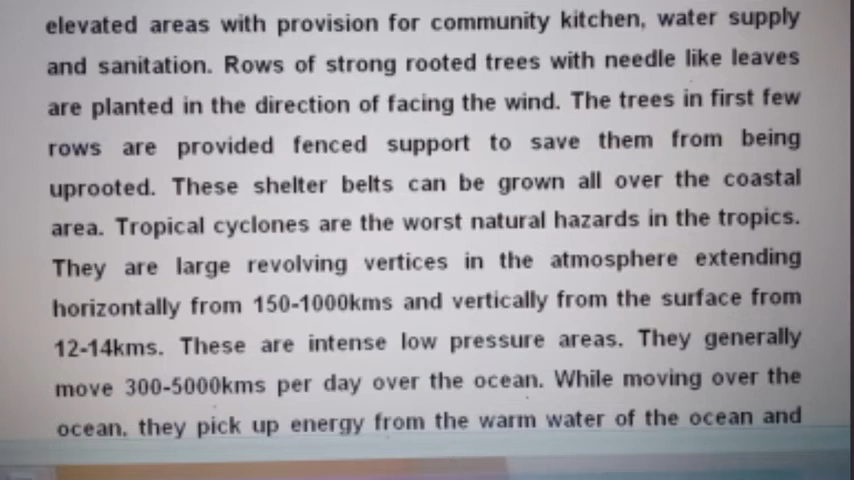 elevated areas with provision for community kitchen, water supply
and sanitation. Rows of strong rooted trees with needle like leaves
are planted in the direction of facing the wind. The trees in first few
rows are provided fenced support to save them from being
uprooted. These shelter belts can be grown all over the coastal
area. Tropical cyclones are the worst natural hazards in the tropics.
They are large revolving vertices in the atmosphere extending
horizontally from 150-1000kms and vertically from the surface from
12-14kms. These are intense low pressure areas. They generally
move 300-5000kms per day over the ocean. While moving over the
ocean, they pick up energy from the warm water of the ocean and